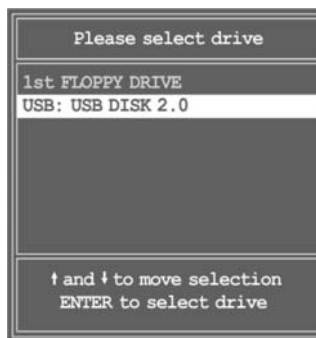 Please select drive
1st FLOPPY DRIVE
USB: USB DISK 2.0
↑ and ↓ to move selection
ENTER to select drive